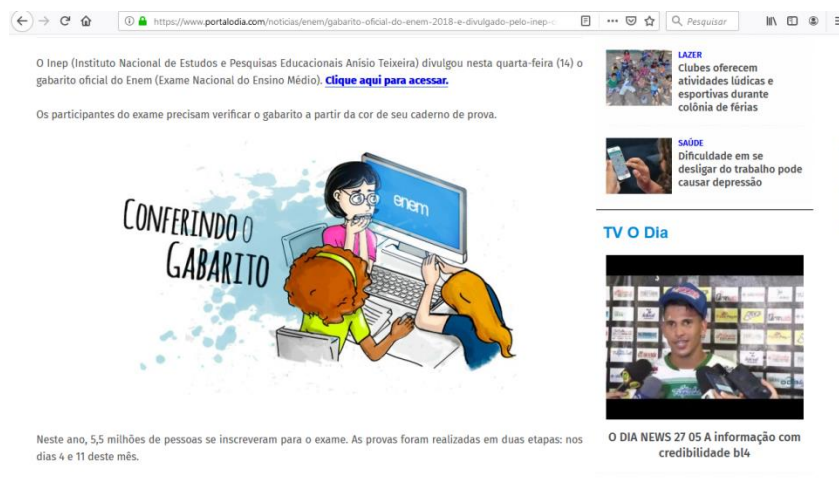 https://www.portalodia.com/noticias/enem/gabarito-oficial-do-enem-2018-e-divulgado-pelo-inep-
Pesquisar
O Inep (Instituto Nacional de Estudos e Pesquisas Educacionais Anísio Teixeira) divulgou nesta quarta-feira (14) o
gabarito oficial do Enem (Exame Nacional do Ensino Médio). Clique aqui para acessar.
Os participantes do exame precisam verificar o gabarito a partir da cor de seu caderno de prova.
CONFERINDO O
GABARITO
enem
Neste ano, 5,5 milhões de pessoas se inscreveram para o exame. As provas foram realizadas em duas etapas: nos
dias 4 e 11 deste mês.
LAZER
Clubes oferecem
atividades lúdicas e
esportivas durante
colônia de férias
SAÚDE
Dificuldade em se
desligar do trabalho pode
causar depressão
TV O Dia
O DIA NEWS 27 05 A informação com
credibilidade bl4